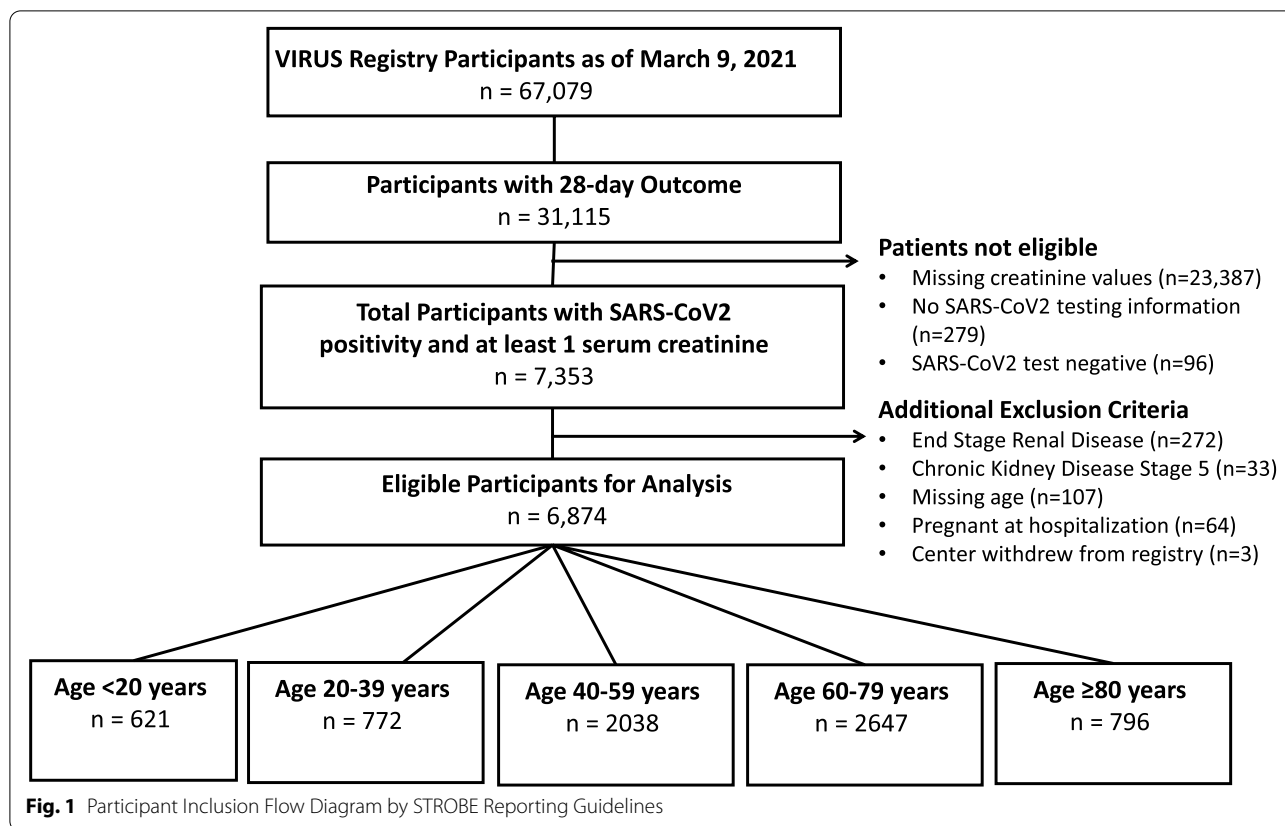 VIRUS Registry Participants as of March 9, 2021
n = 67,079
Participants with 28-day Outcome
n = 31,115
Patients not eligible
• Missing creatinine values (n=23,387)
• No SARS-CoV2 testing information
(n=279)
• SARS-CoV2 test negative (n=96)
Total Participants with SARS-CoV2
positivity and at least 1 serum creatinine
n = 7,353
Additional Exclusion Criteria
• End Stage Renal Disease (n=272)
• Chronic Kidney Disease Stage 5 (n=33)
• Missing age (n=107)
• Pregnant at hospitalization (n=64)
• Center withdrew from registry (n=3)
Eligible Participants for Analysis
n = 6,874
Age <20 years
n = 621
Age 20-39 years
n = 772
Age 40-59 years
n = 2038
Age 60-79 years
n = 2647
Age ≥80 years
n = 796
Fig. 1 Participant Inclusion Flow Diagram by STROBE Reporting Guidelines